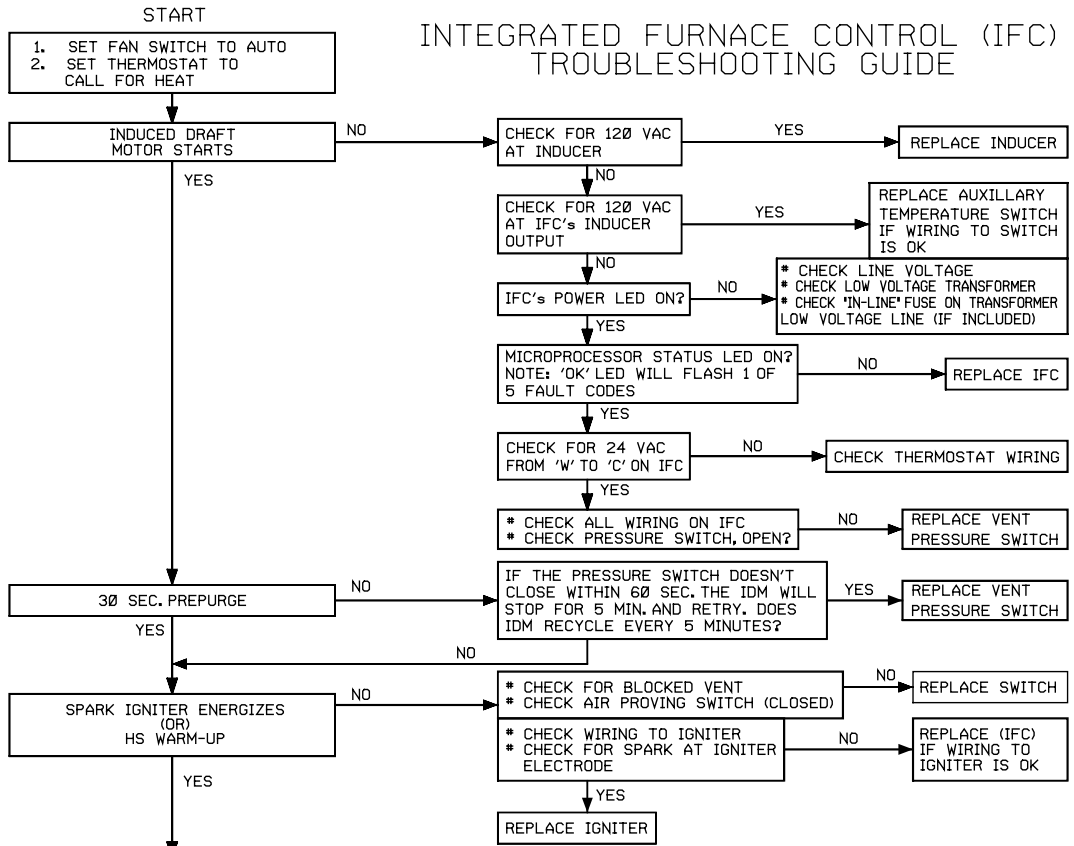 START
INTEGRATED FURNACE CONTROL (IFC)
TROUBLESHOOTING GUIDE
1. SET FAN SWITCH TO AUTO
2. SET THERMOSTAT TO
CALL FOR HEAT
INDUCED DRAFT
MOTOR STARTS
NO
CHECK FOR 120 VAC
AT INDUCER
YES
REPLACE INDUCER
YES
NO
CHECK FOR 120 VAC
AT IFC's INDUCER
OUTPUT
YES
REPLACE AUXILLARY
TEMPERATURE SWITCH
IF WIRING TO SWITCH
IS OK
NO
IFC's POWER LED ON?
NO
# CHECK LINE VOLTAGE
# CHECK LOW VOLTAGE TRANSFORMER
# CHECK "IN-LINE" FUSE ON TRANSFORMER
LOW VOLTAGE LINE (IF INCLUDED)
YES
MICROPROCESSOR STATUS LED ON?
NOTE: 'OK' LED WILL FLASH 1 OF
5 FAULT CODES
NO
REPLACE IFC
YES
CHECK FOR 24 VAC
FROM 'W' TO 'C' ON IFC
NO
CHECK THERMOSTAT WIRING
YES
# CHECK ALL WIRING ON IFC
# CHECK PRESSURE SWITCH, OPEN?
NO
REPLACE VENT
PRESSURE SWITCH
30 SEC. PREPURGE
NO
IF THE PRESSURE SWITCH DOESN'T
CLOSE WITHIN 60 SEC. THE IDM WILL
STOP FOR 5 MIN. AND RETRY. DOES
IDM RECYCLE EVERY 5 MINUTES?
YES
REPLACE VENT
PRESSURE SWITCH
YES
NO
SPARK IGNITER ENERGIZES
(OR)
HS WARM-UP
NO
# CHECK FOR BLOCKED VENT
# CHECK AIR PROVING SWITCH (CLOSED)
NO
REPLACE SWITCH
# CHECK WIRING TO IGNITER
# CHECK FOR SPARK AT IGNITER
ELECTRODE
NO
REPLACE (IFC)
IF WIRING TO
IGNITER IS OK
YES
YES
REPLACE IGNITER